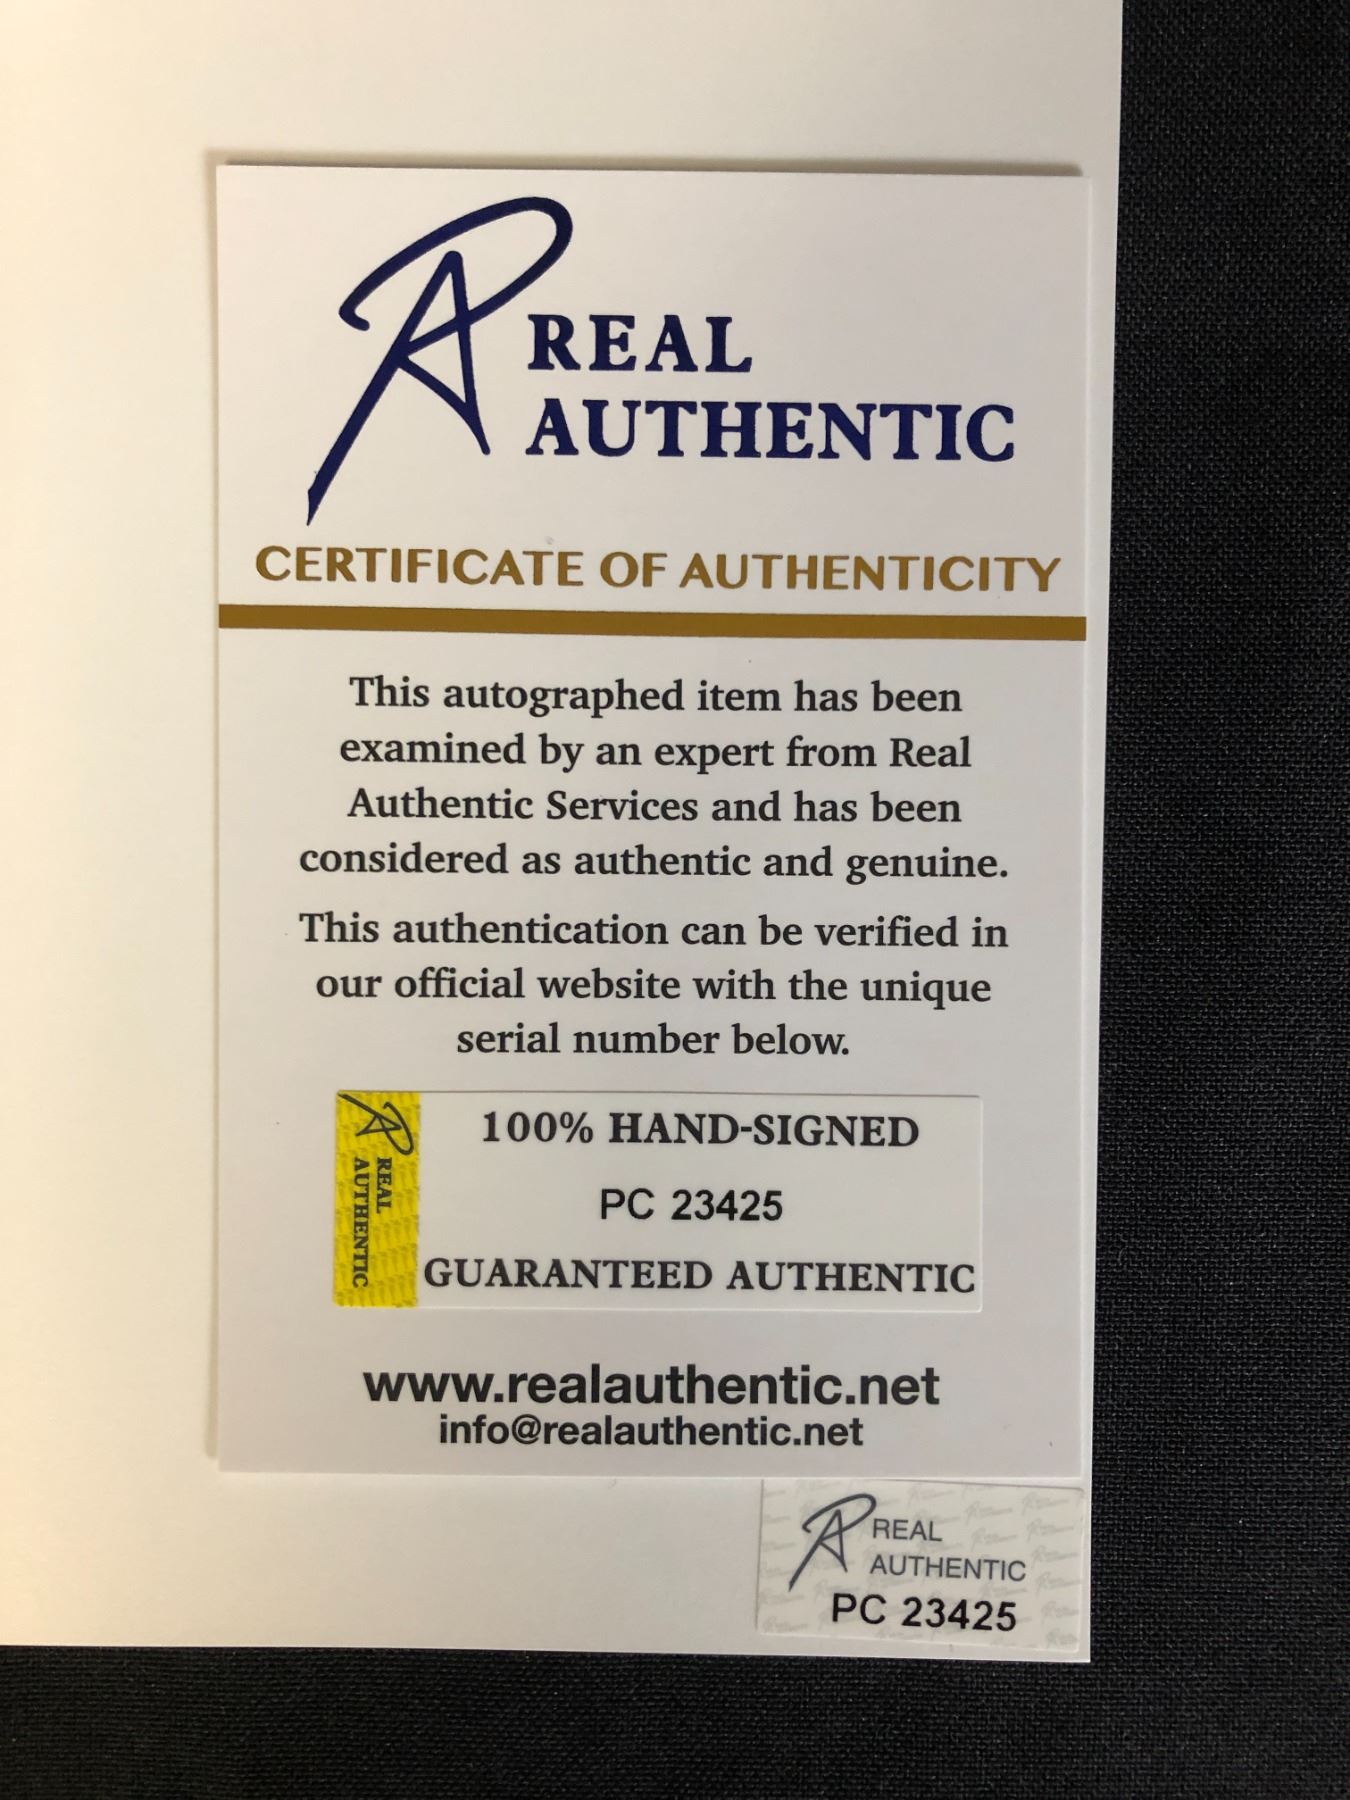 REAL
AUTHENTIC
CERTIFICATE OF AUTHENTICITY
This autographed item has been
examined by an expert from Real
Authentic Services and has been
considered as authentic and genuine.
This authentication can be verified in
our official website with the unique
serial number below.
REAL
AUTHENTIC
100% HAND-SIGNED
PC 23425
GUARANTEED AUTHENTIC
www.realauthentic.net
info@realauthentic.net
REAL
AUTHENTIC
PC 23425